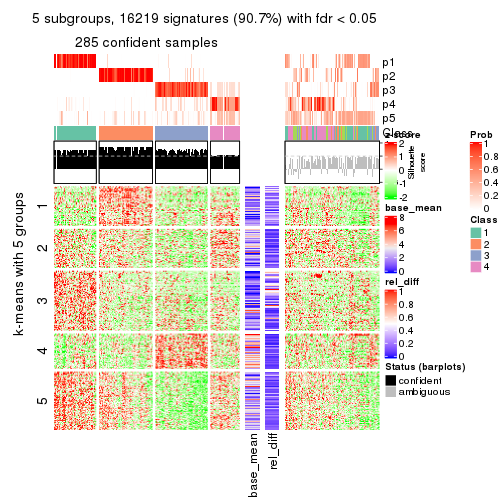 5 subgroups, 16219 signatures (90.7%) with fdr < 0.05
285 confident samples
p1
p2
p3
p4
p5
Class
k-means with 5 groups
1
2
3
4
5
base_mean
rel_diff
z-score
2
1
0
-1
-2
Silhouette
score
base_mean
8
6
4
2
0
rel_diff
1
0.8
0.6
0.4
0.2
0
Status (barplots)
confident
ambiguous
Prob
1
0.8
0.6
0.4
0.2
0
Class
1
2
3
4